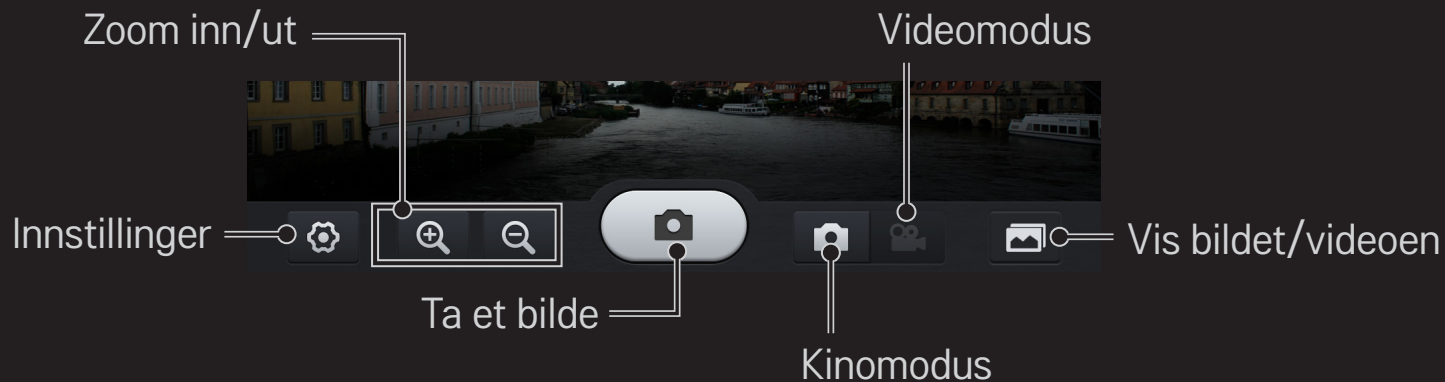 Zoom inn/ut
Videomodus
Innstillinger
Vis bildet/videoen
Ta et bilde
Kinomodus